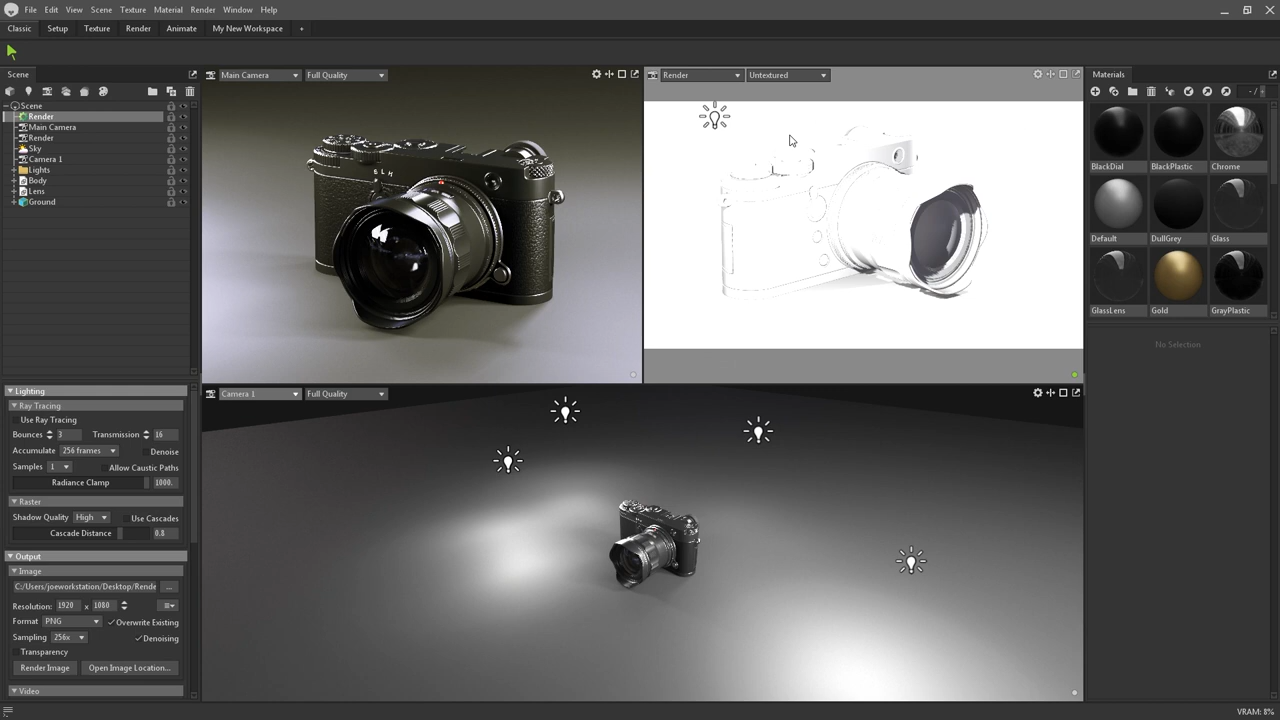 File Edit View Scene Texture Material Render Window Help
Classic Setup Texture Render Animate My New Workspace +
Scene
Main Camera Full Quality
Render Untextured
Materials
Scene
Render
Main Camera
Render
Sky
Camera 1
Lights
Body
Lens
Ground
BlackDial BlackPlastic Chrome
Default DullGrey Glass
GlassLens Gold GrayPlastic
No Selection
Camera 1 Full Quality
Lighting
Ray Tracing
Use Ray Tracing
Bounces 3 Transmission 16
Accumulate 256 frames Denoise
Samples 1 Allow Caustic Paths
Radiance Clamp 1000.
Raster
Shadow Quality High Use Cascades
Cascade Distance 0.8
Output
Image
C:/Users/joeworkstation/Desktop/Rende ...
Resolution: 1920 x 1080
Format PNG Overwrite Existing
Sampling 256x Denoising
Transparency
Render Image Open Image Location...
Video
VRAM: 8%